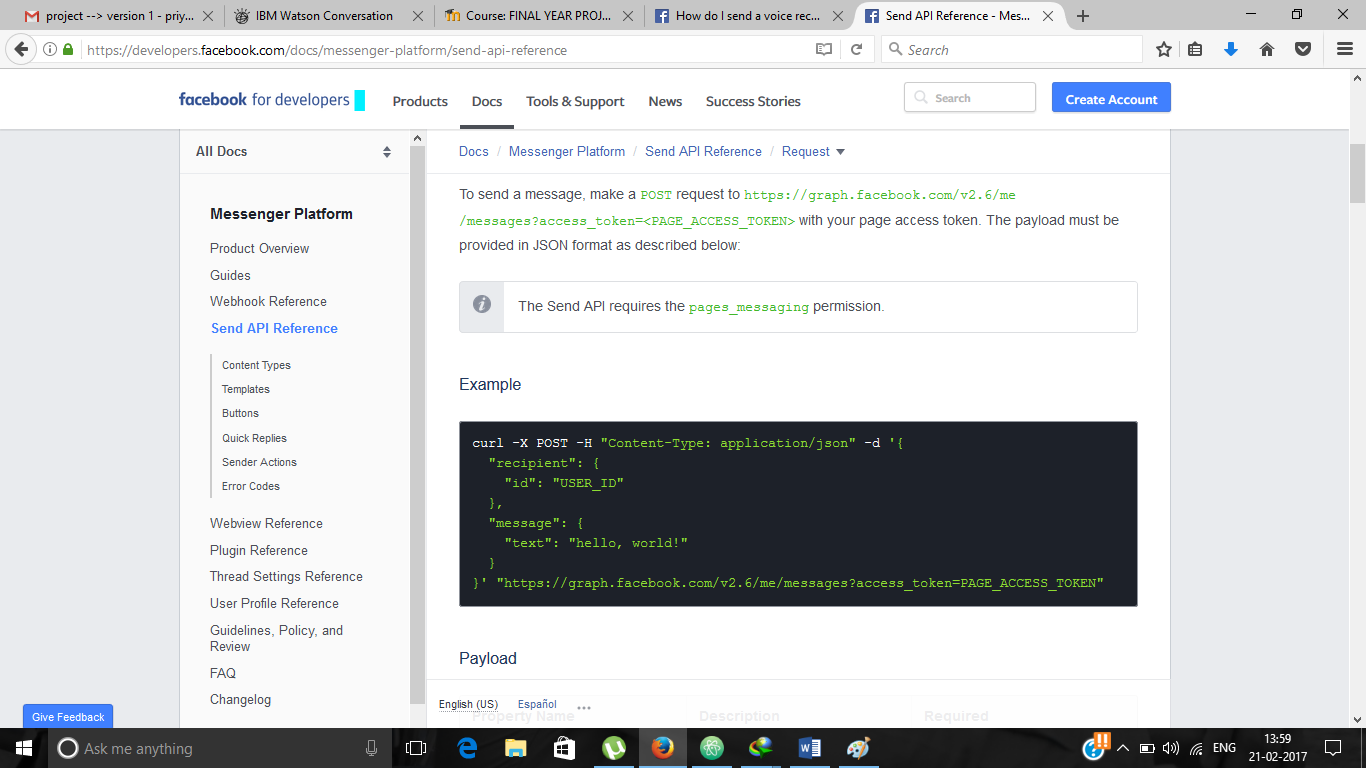 project --> version 1 - priy...
IBM Watson Conversation
Course: FINAL YEAR PROJ...
How do I send a voice rec...
Send API Reference - Mes...
https://developers.facebook.com/docs/messenger-platform/send-api-reference
Search
facebook for developers
Products
Docs
Tools & Support
News
Success Stories
Search
Create Account
All Docs
Messenger Platform
Product Overview
Guides
Webhook Reference
Send API Reference
Content Types
Templates
Buttons
Quick Replies
Sender Actions
Error Codes
Webview Reference
Plugin Reference
Thread Settings Reference
User Profile Reference
Guidelines, Policy, and
Review
FAQ
Changelog
Give Feedback
Docs / Messenger Platform / Send API Reference / Request
To send a message, make a POST request to https://graph.facebook.com/v2.6/me
/messages?access_token=<PAGE_ACCESS_TOKEN> with your page access token. The payload must be
provided in JSON format as described below:
The Send API requires the pages_messaging permission.
Example
curl -X POST -H "Content-Type: application/json" -d '{
"recipient": {
"id": "USER_ID"
},
"message": {
"text": "hello, world!"
}
}' "https://graph.facebook.com/v2.6/me/messages?access_token=PAGE_ACCESS_TOKEN"
Payload
English (US) Español ...
Property Name Description Required
Ask me anything
ENG
13:59
21-02-2017